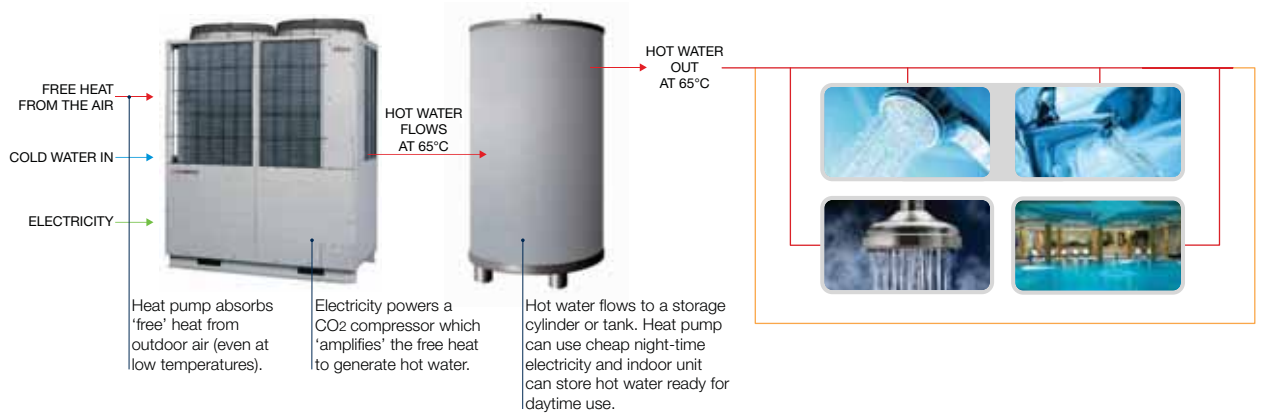 FREE HEAT
FROM THE AIR
COLD WATER IN
ELECTRICITY
HOT WATER
FLOWS
AT 65°C
HOT WATER
OUT
AT 65°C
Heat pump absorbs
‘free’ heat from
outdoor air (even at
low temperatures).
Electricity powers a
CO2 compressor which
‘amplifies’ the free heat
to generate hot water.
Hot water flows to a storage
cylinder or tank. Heat pump
can use cheap night-time
electricity and indoor unit
can store hot water ready for
daytime use.